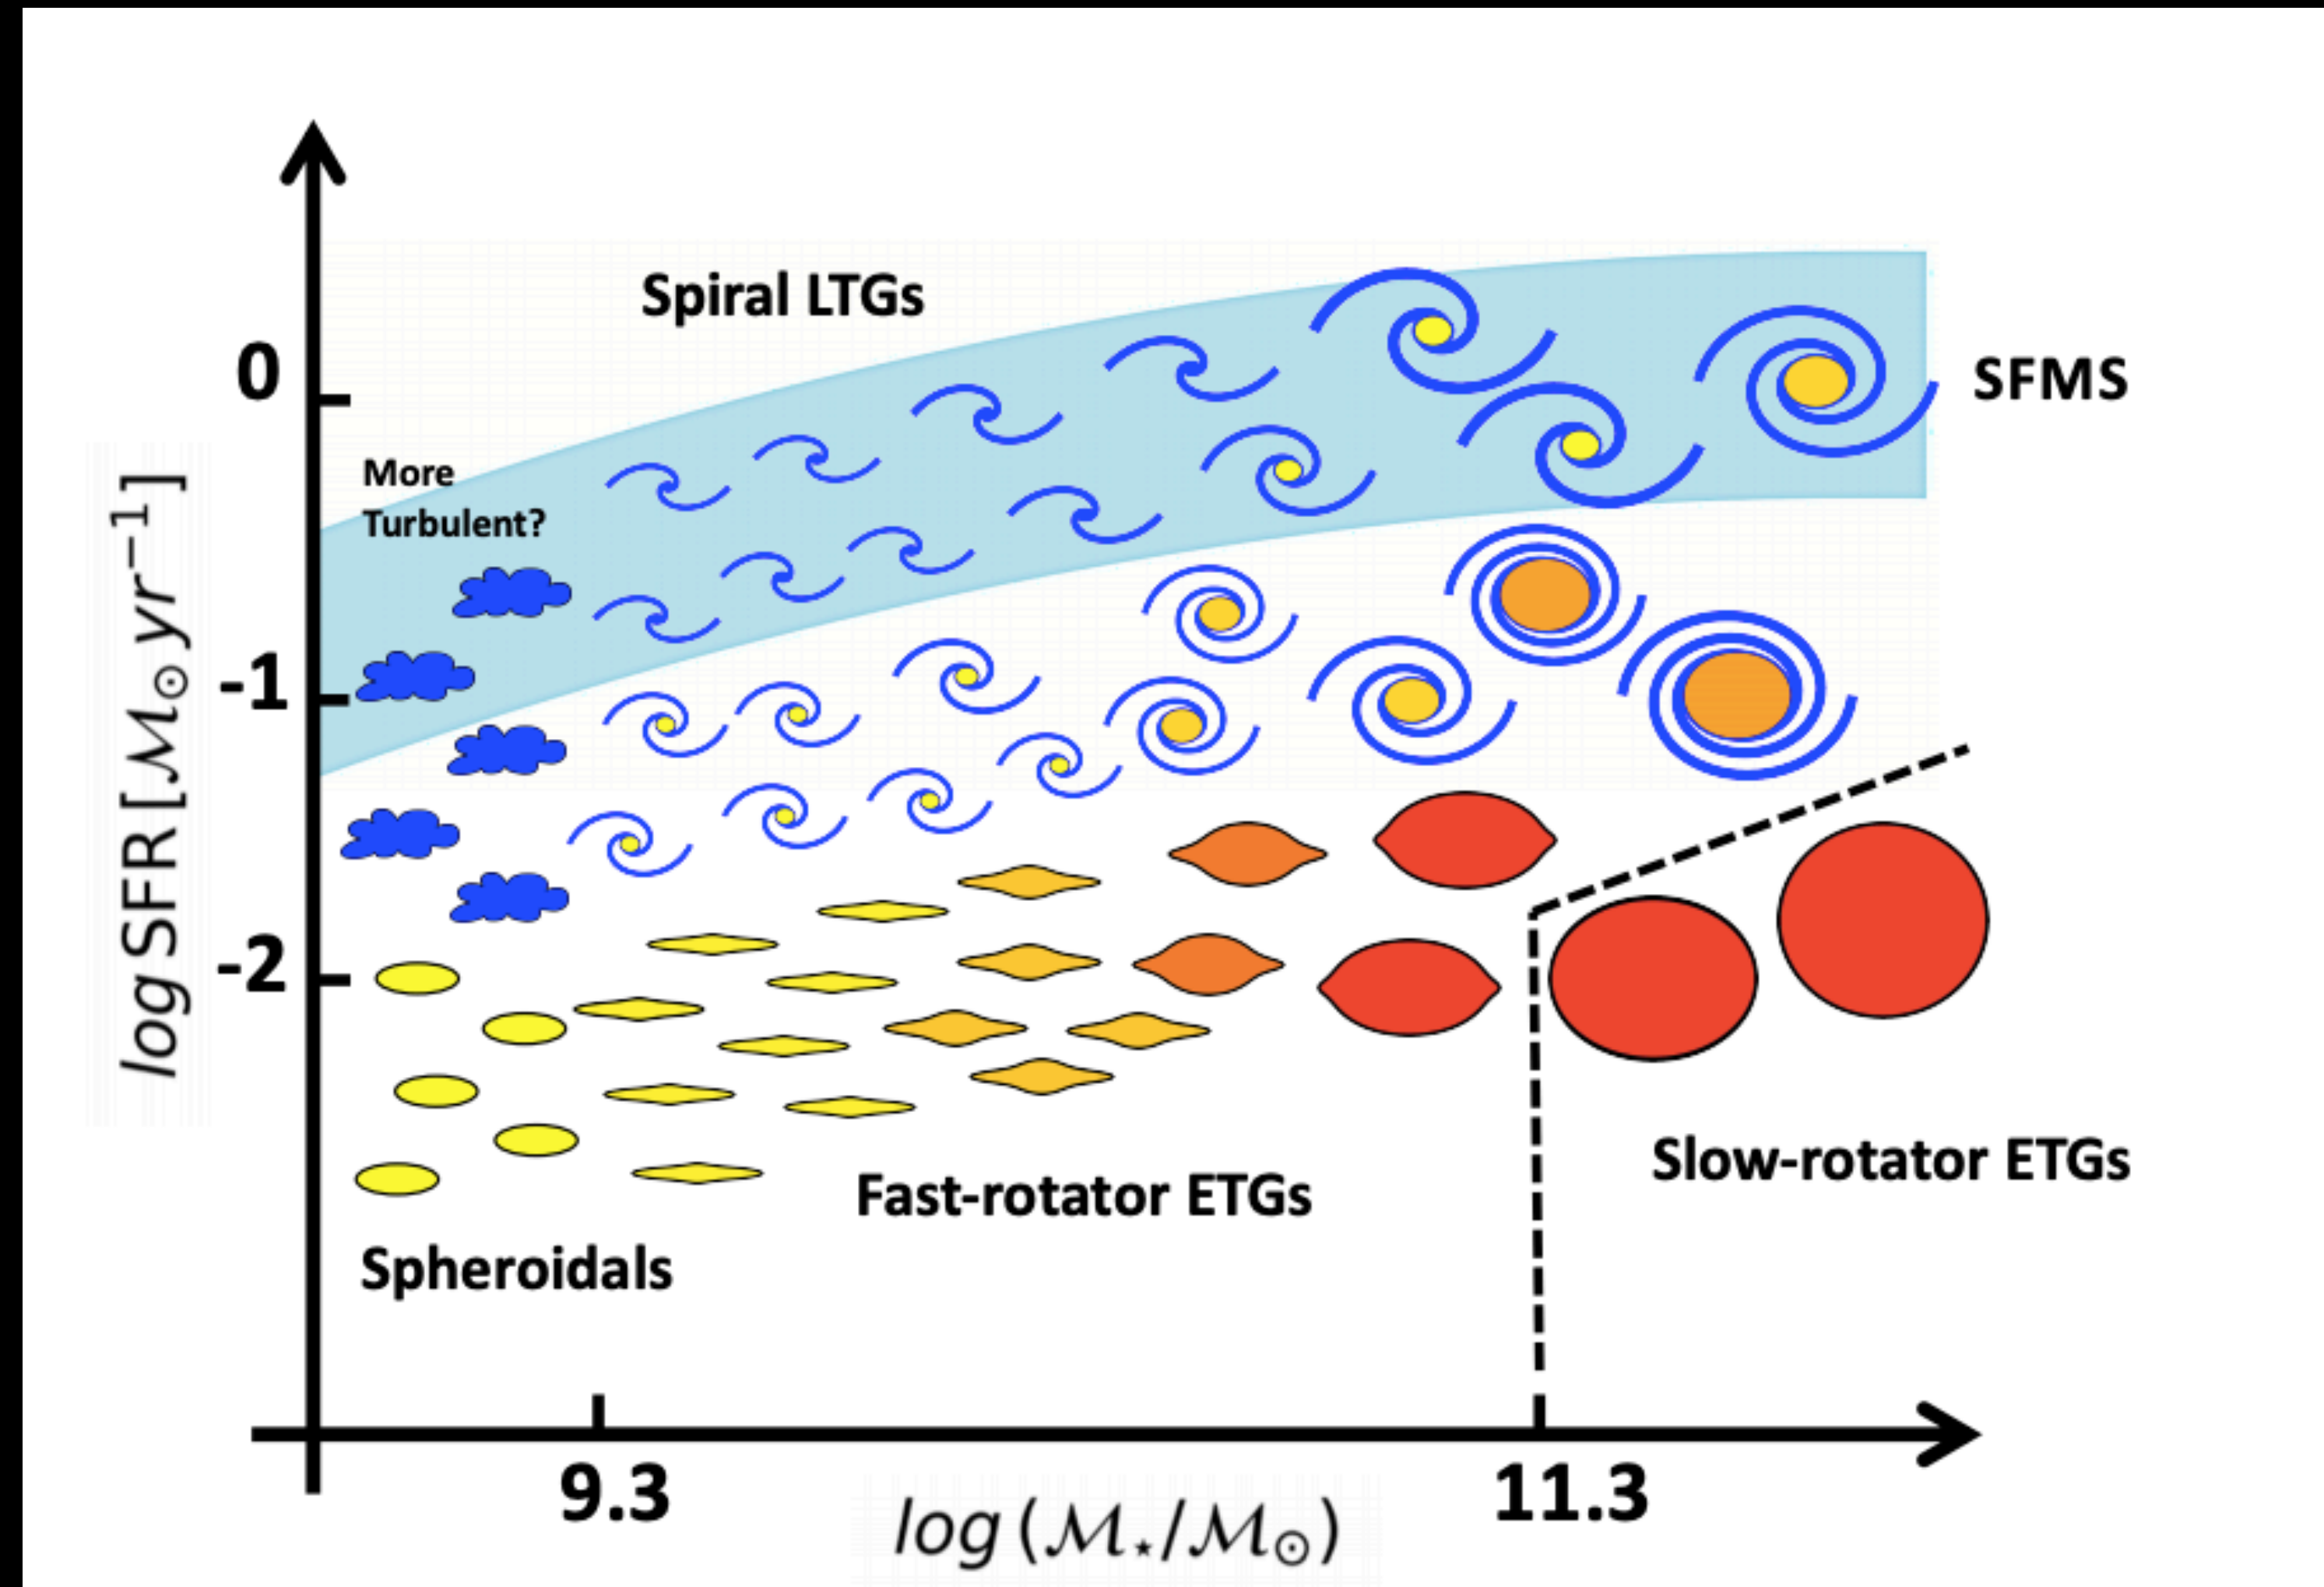 Spiral LTGs
0
SFMS
More
Turbulent?
-1
log SFR [ℳ⊙ yr⁻¹]
-2
Slow-rotator ETGs
Fast-rotator ETGs
Spheroidals
9.3
11.3
log (ℳ⋆/ℳ⊙)